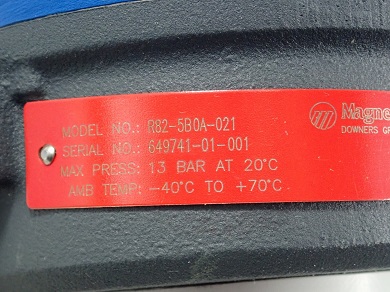 MODEL NO.: R82-5B0A-021
SERIAL NO.: 649741-01-001
MAX PRESS: 13 BAR AT 20°C
AMB TEMP: -40°C TO +70°C
Magne
DOWNERS GR